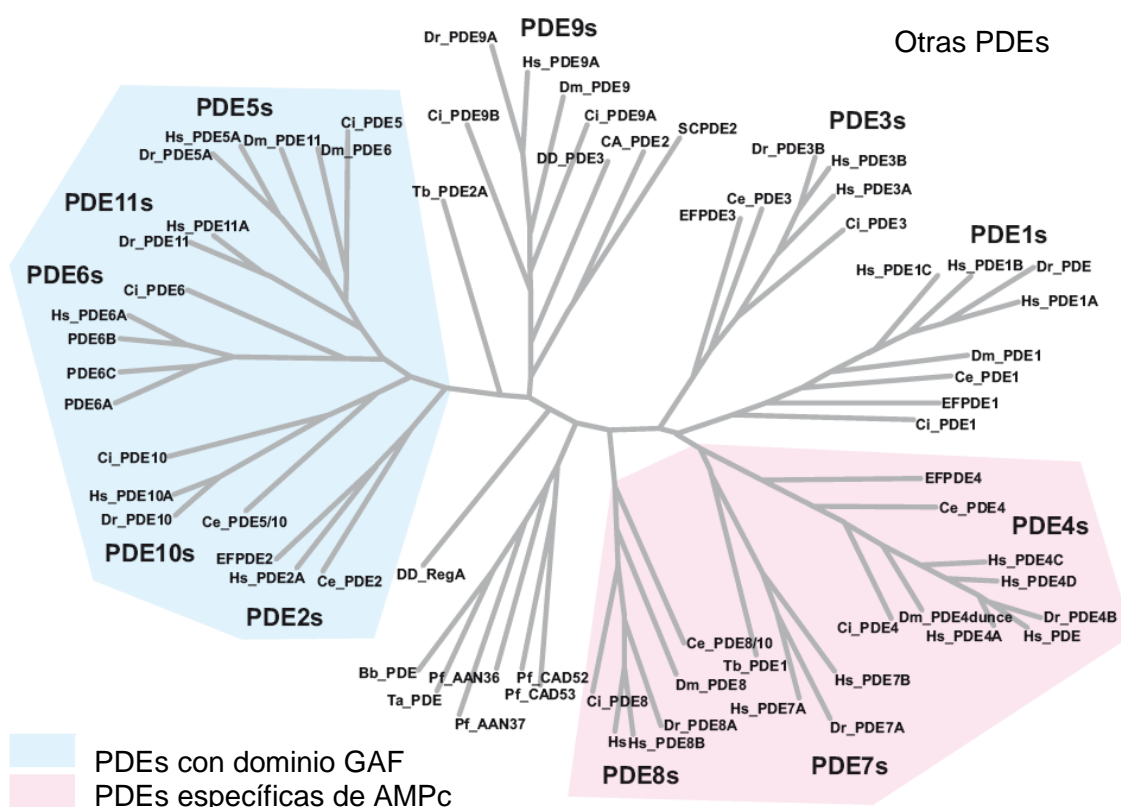 PDE9s
Otras PDEs
Dr_PDE9A
Hs_PDE9A
Dm_PDE9
Ci_PDE9B
Ci_PDE9A
CA_PDE2
SCPDE2
DD_PDE3
Tb_PDE2A
PDE5s
Ci_PDE5
Hs_PDE5A
Dm_PDE11
Dm_PDE6
Dr_PDE5A
PDE11s
Hs_PDE11A
Dr_PDE11
PDE6s
Ci_PDE6
Hs_PDE6A
PDE6B
PDE6C
PDE6A
Ci_PDE10
Hs_PDE10A
Dr_PDE10
Ce_PDE5/10
PDE10s
EFPDE2
Hs_PDE2A
Ce_PDE2
PDE2s
PDE3s
Dr_PDE3B
Hs_PDE3B
Hs_PDE3A
Ce_PDE3
EFPDE3
Ci_PDE3
PDE1s
Hs_PDE1C
Hs_PDE1B
Dr_PDE
Hs_PDE1A
Dm_PDE1
Ce_PDE1
EFPDE1
Ci_PDE1
EFPDE4
Ce_PDE4
PDE4s
Hs_PDE4C
Hs_PDE4D
Dr_PDE4B
Hs_PDE
Hs_PDE4A
Dm_PDE4dunce
Ci_PDE4
DD_RegA
Bb_PDE
Ta_PDE
Pf_AAN36
Pf_AAN37
Pf_CAD52
Pf_CAD53
Ce_PDE8/10
Tb_PDE1
Dm_PDE8
Ci_PDE8
Dr_PDE8A
Hs
Hs_PDE8B
PDE8s
Hs_PDE7B
Hs_PDE7A
Dr_PDE7A
PDE7s
PDEs con dominio GAF
PDEs específicas de AMPc